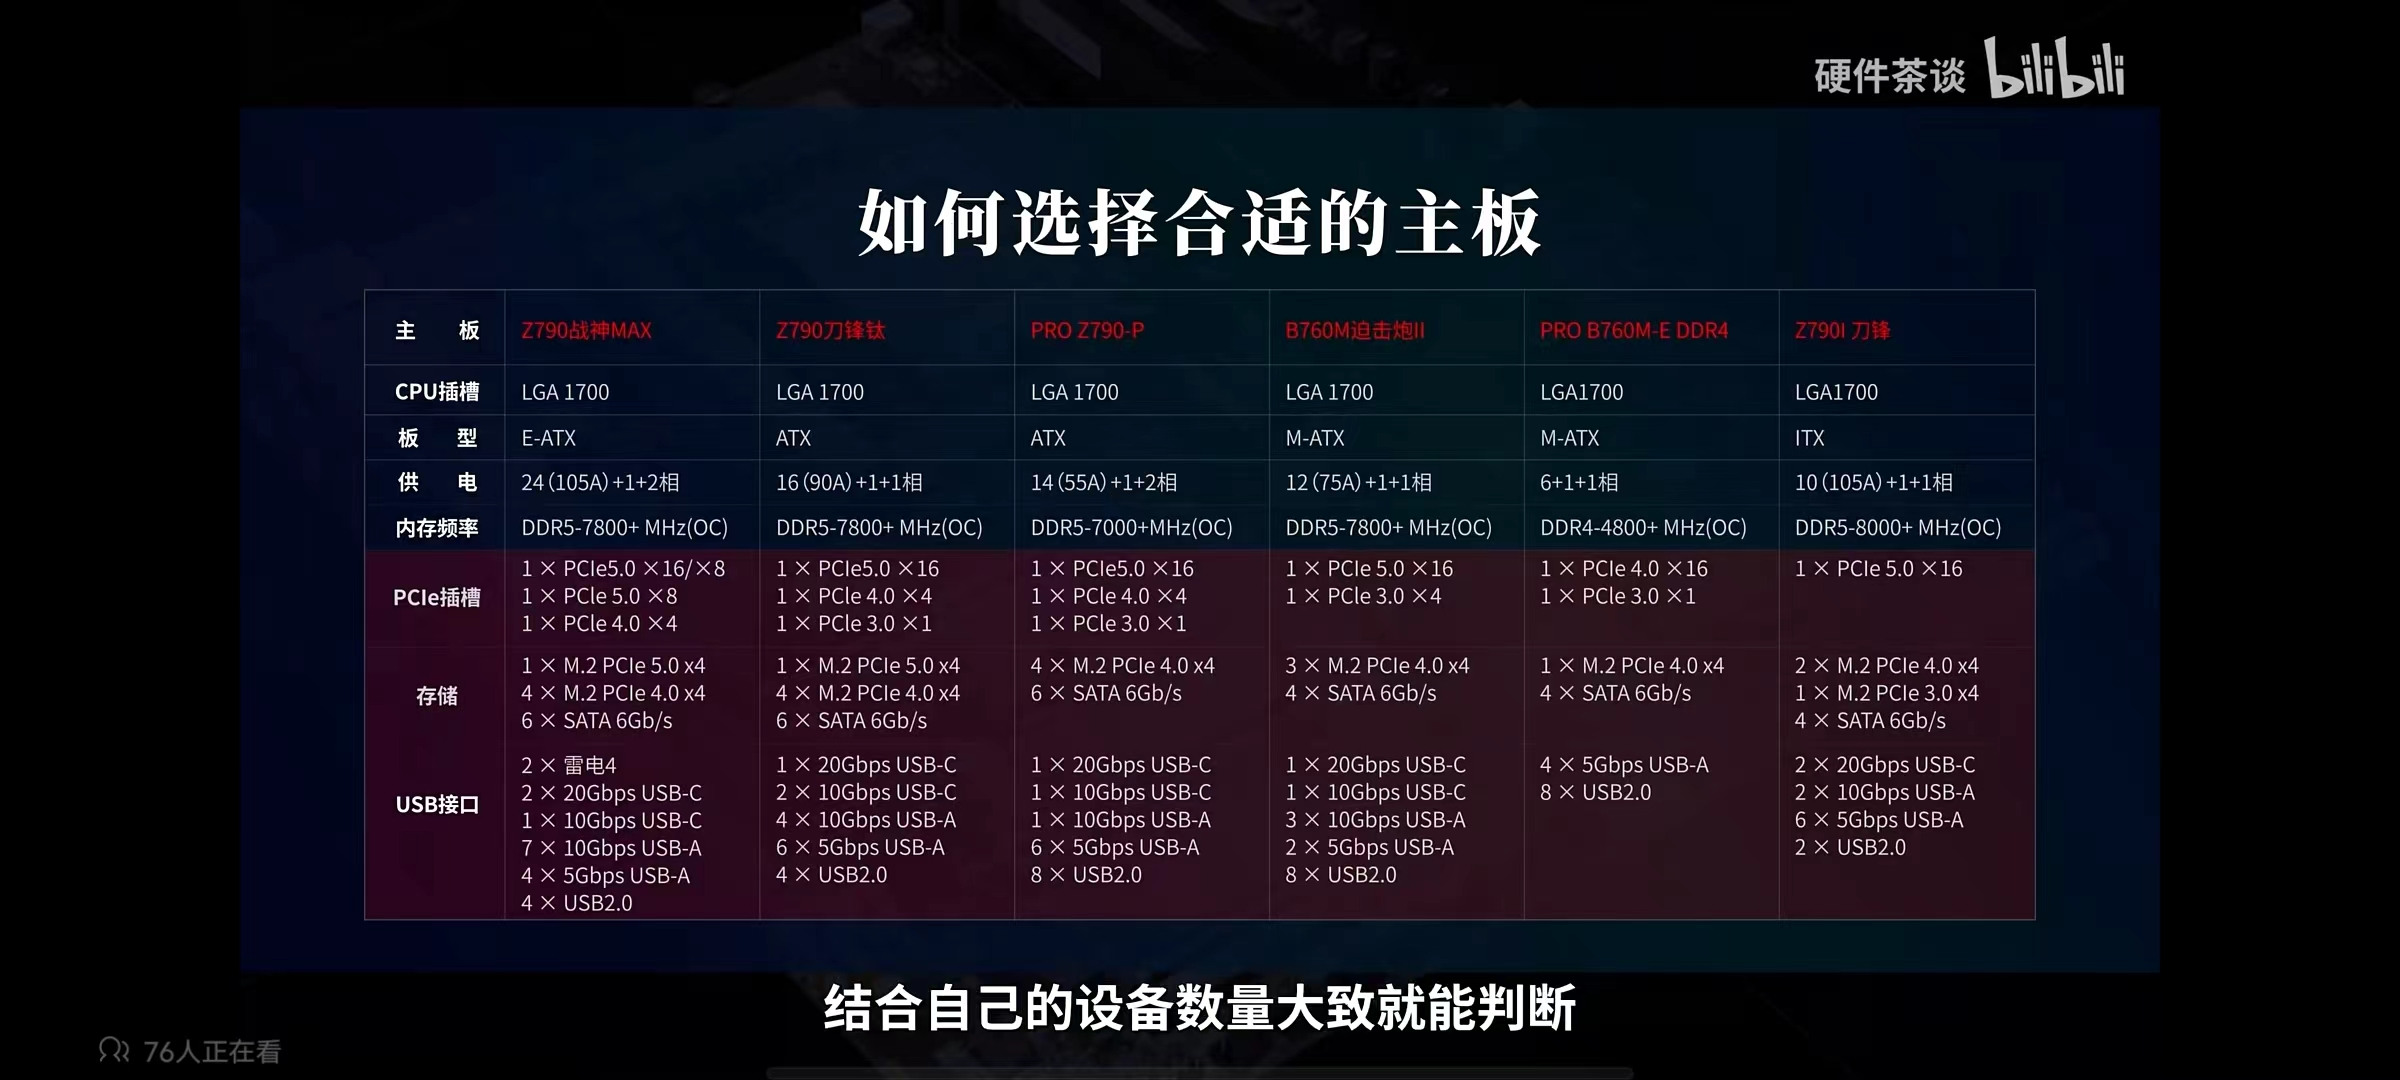 硬件茶谈 bilibili
如何选择合适的主板
主 板 Z790战神MAX Z790刀锋钛 PRO Z790-P B760M迫击炮II PRO B760M-E DDR4 Z790I 刀锋
CPU插槽 LGA 1700 LGA 1700 LGA 1700 LGA 1700 LGA1700 LGA1700
板 型 E-ATX ATX ATX M-ATX M-ATX ITX
供 电 24(105A)+1+2相 16(90A)+1+1相 14(55A)+1+2相 12(75A)+1+1相 6+1+1相 10(105A)+1+1相
内存频率 DDR5-7800+ MHz(OC) DDR5-7800+ MHz(OC) DDR5-7000+MHz(OC) DDR5-7800+ MHz(OC) DDR4-4800+ MHz(OC) DDR5-8000+ MHz(OC)
PCIe插槽
1 × PCIe5.0 ×16/×8 1 × PCIe5.0 ×16 1 × PCIe5.0 ×16 1 × PCIe 5.0 ×16 1 × PCIe 4.0 ×16 1 × PCIe 5.0 ×16
1 × PCle 5.0 ×8 1 × PCle 4.0 ×4 1 × PCle 4.0 ×4 1 × PCle 3.0 ×4 1 × PCle 3.0 ×1
1 × PCle 4.0 ×4 1 × PCle 3.0 ×1 1 × PCle 3.0 ×1
存储
1 × M.2 PCIe 5.0 x4 1 × M.2 PCIe 5.0 x4 4 × M.2 PCIe 4.0 x4 3 × M.2 PCIe 4.0 x4 1 × M.2 PCIe 4.0 x4 2 × M.2 PCIe 4.0 x4
4 × M.2 PCIe 4.0 x4 4 × M.2 PCIe 4.0 x4 6 × SATA 6Gb/s 4 × SATA 6Gb/s 4 × SATA 6Gb/s 1 × M.2 PCIe 3.0 x4
6 × SATA 6Gb/s 6 × SATA 6Gb/s 4 × SATA 6Gb/s
USB接口
2 × 雷电4 1 × 20Gbps USB-C 1 × 20Gbps USB-C 1 × 20Gbps USB-C 4 × 5Gbps USB-A 2 × 20Gbps USB-C
2 × 20Gbps USB-C 2 × 10Gbps USB-C 1 × 10Gbps USB-C 1 × 10Gbps USB-C 8 × USB2.0 2 × 10Gbps USB-A
1 × 10Gbps USB-C 4 × 10Gbps USB-A 1 × 10Gbps USB-A 3 × 10Gbps USB-A 6 × 5Gbps USB-A
7 × 10Gbps USB-A 6 × 5Gbps USB-A 6 × 5Gbps USB-A 2 × 5Gbps USB-A 2 × USB2.0
4 × 5Gbps USB-A 4 × USB2.0 8 × USB2.0 8 × USB2.0
4 × USB2.0
结合自己的设备数量大致就能判断
76人正在看